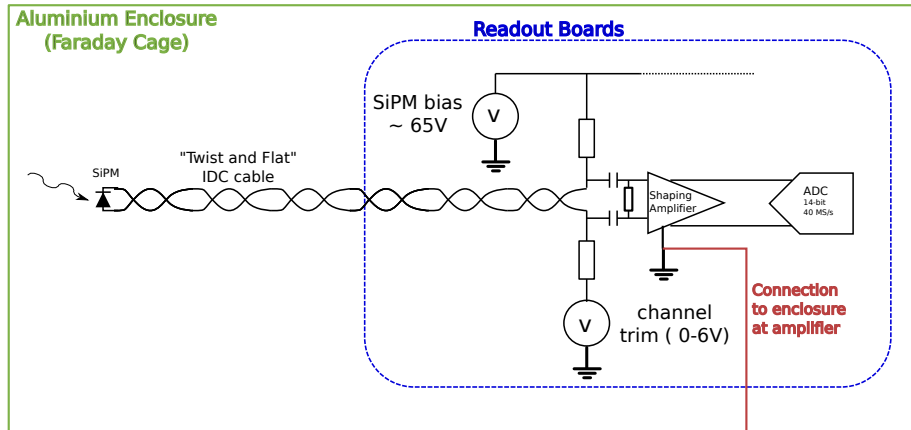 Aluminium Enclosure
(Faraday Cage)
Readout Boards
SiPM bias
~ 65V
V
"Twist and Flat"
IDC cable
SiPM
Shaping
Amplifier
ADC
14-bit
40 MS/s
Connection
to enclosure
at amplifier
V
channel
trim ( 0-6V)